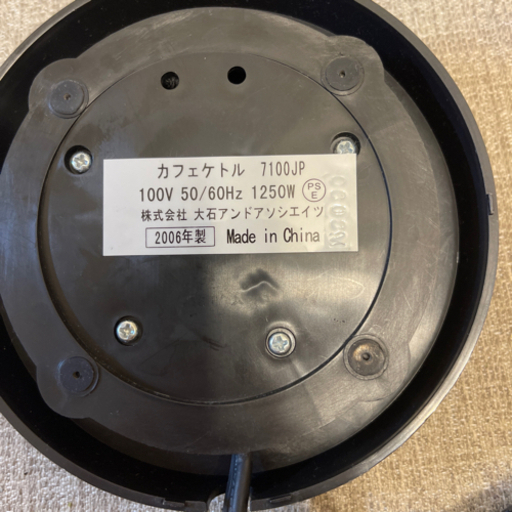 カフェケトル 7100JP
100V 50/60Hz 1250W PSE
株式会社 大石アンドアソシエイツ
2006年製 Made in China